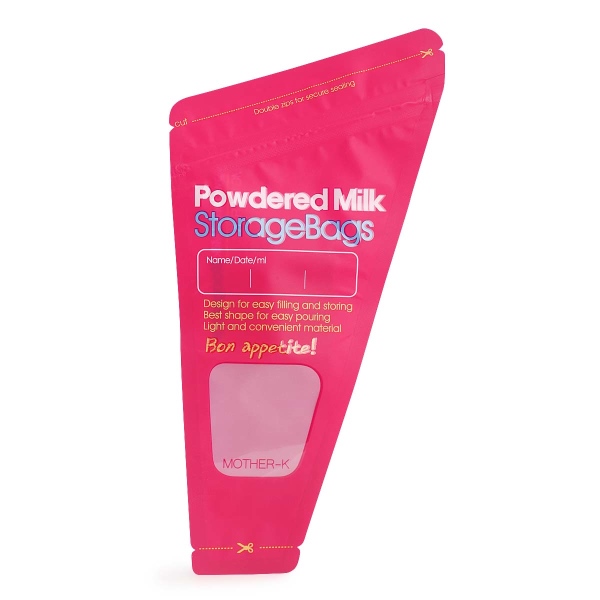 cut
Double zips for secure sealing
Powdered Milk
StorageBags
Name/Date/ml
Design for easy filling and storing
Best shape for easy pouring
Light and convenient material
Bon appetite!
MOTHER-K